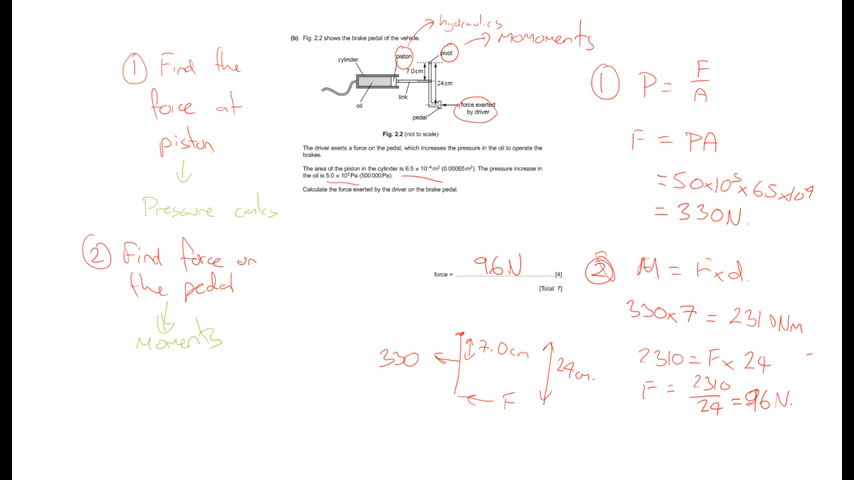 ① Find the
force at
piston
Pressure calcs
② Find force on
the pedal
Moments
hydraulics
MOMOMENTS
(b) Fig. 2.2 shows the brake pedal of the vehicle.
cylinder
piston
pivot
7.0 cm
24 cm
link
oil
force exerted
by driver
pedal
Fig. 2.2 (not to scale)
The driver exerts a force on the pedal, which increases the pressure in the oil to operate the
brakes.
The area of the piston in the cylinder is 6.5 × 10⁻⁴ m² (0.00065 m²). The pressure increase in
the oil is 5.0 × 10⁵ Pa (500 000 Pa).
Calculate the force exerted by the driver on the brake pedal.
force = 96N [4]
[Total: 7]
330
7.0cm
24cm.
F
① P = F/A
F = PA
= 5.0×10⁵ × 6.5×10⁻⁴
= 330N
② M = F×d.
330×7 = 2310Nm
2310 = F× 24
F = 2310/24 = 96N.